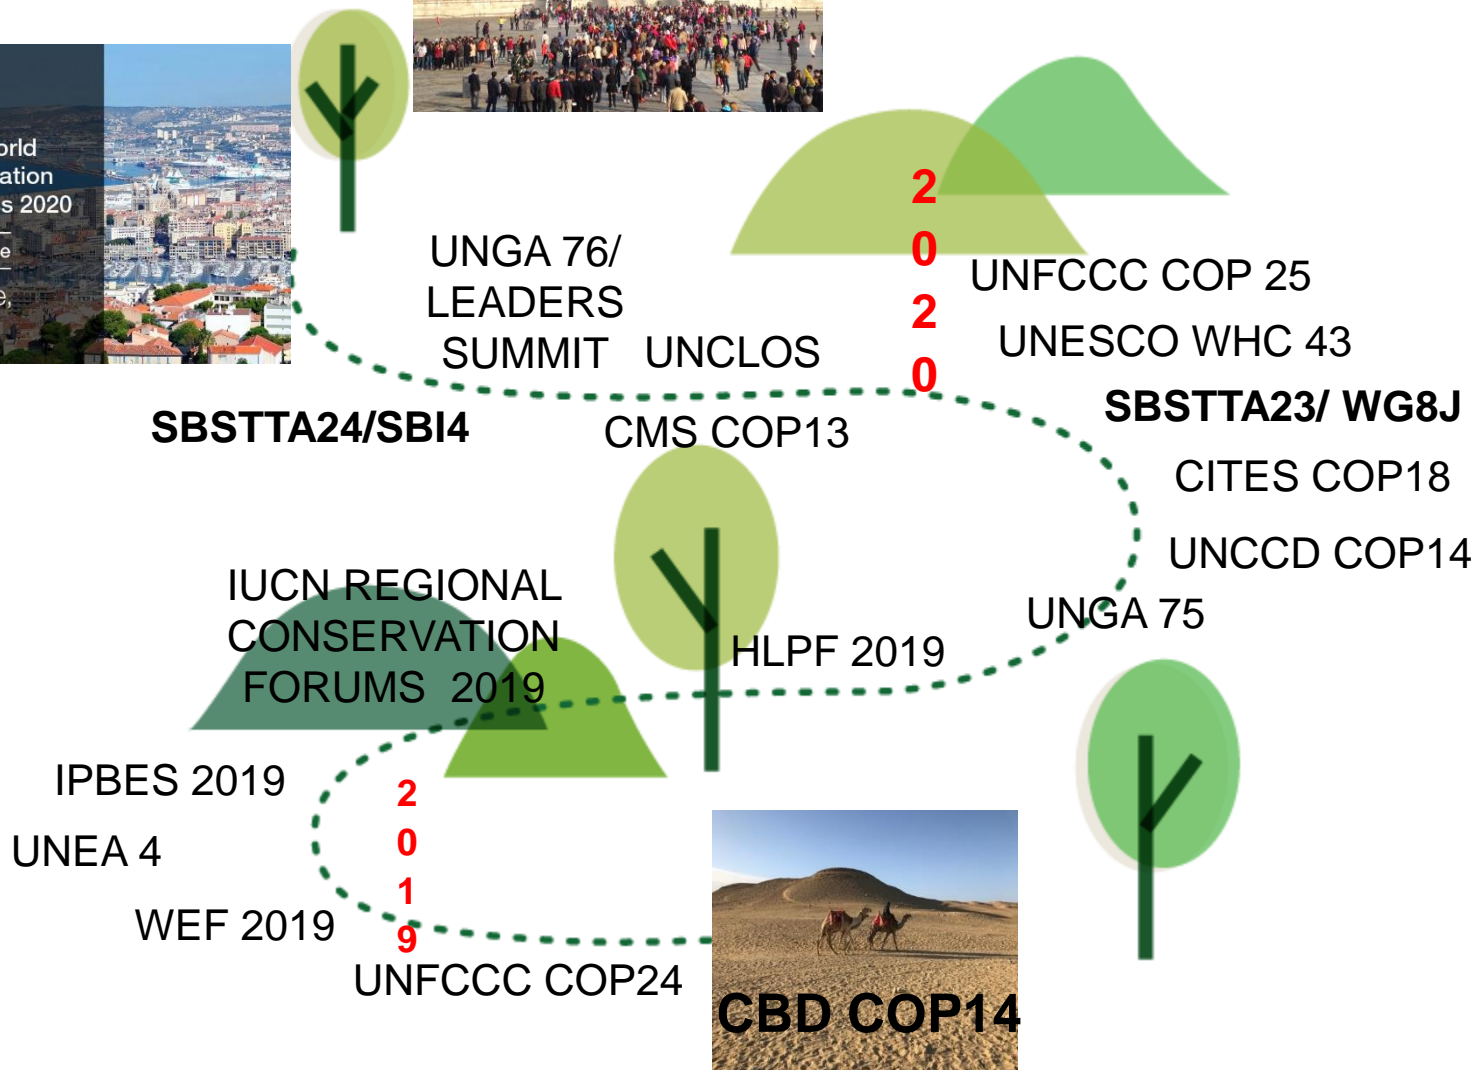 orld
ation
s 2020
e
e,
UNGA 76/
LEADERS
SUMMIT
UNCLOS
2
0
2
0
UNFCCC COP 25
UNESCO WHC 43
SBSTTA23/ WG8J
SBSTTA24/SBI4
CMS COP13
CITES COP18
UNCCD COP14
UNGA 75
IUCN REGIONAL
CONSERVATION
FORUMS 2019
HLPF 2019
IPBES 2019
2
0
1
9
UNEA 4
WEF 2019
UNFCCC COP24
CBD COP14